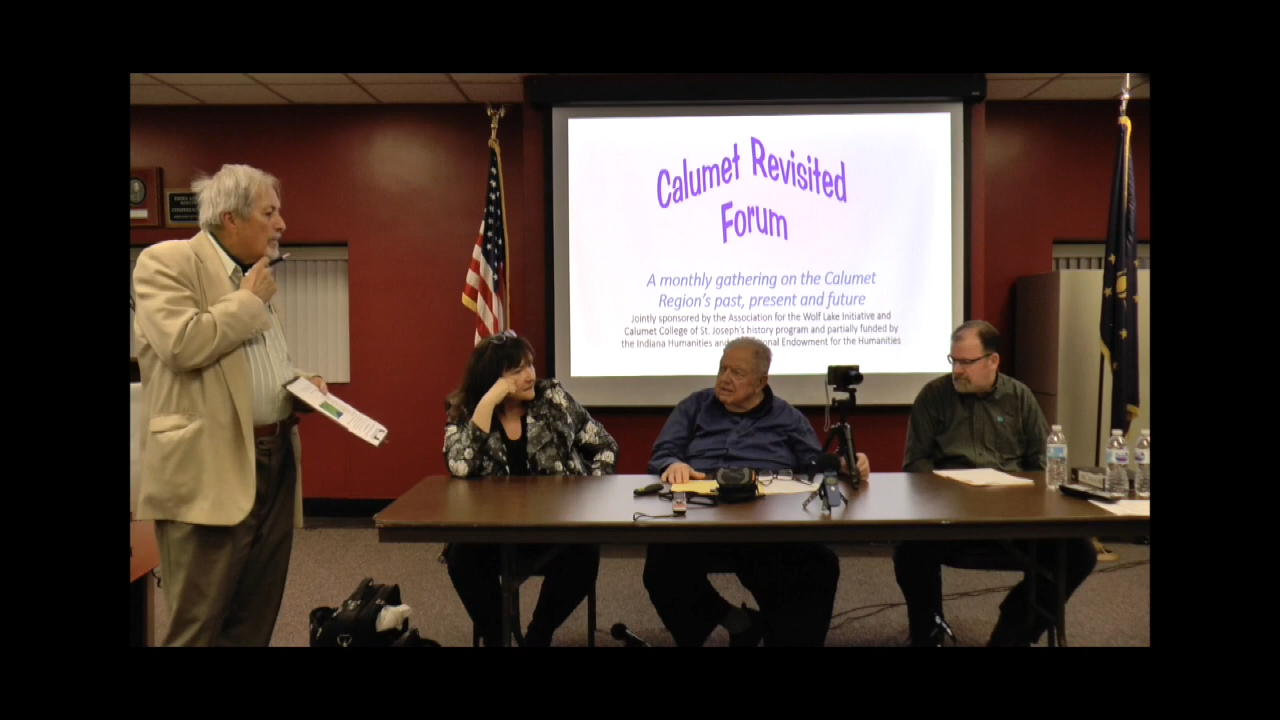 Calumet Revisited
Forum
A monthly gathering on the Calumet
Region's past, present and future
Jointly sponsored by the Association for the Wolf Lake Initiative and
Calumet College of St. Joseph's history program and partially funded by
the Indiana Humanities and Endowment for the Humanities